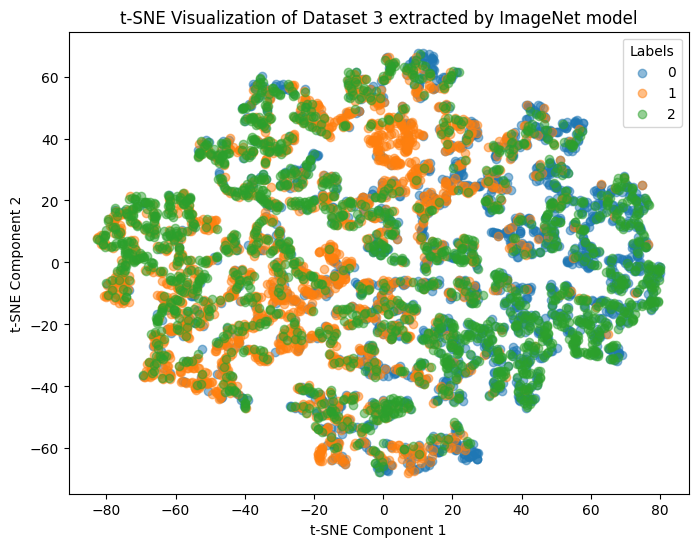 t-SNE Visualization of Dataset 3 extracted by ImageNet model
Labels
0
1
2
60
40
20
0
−20
−40
−60
t-SNE Component 2
−80 −60 −40 −20 0 20 40 60 80
t-SNE Component 1